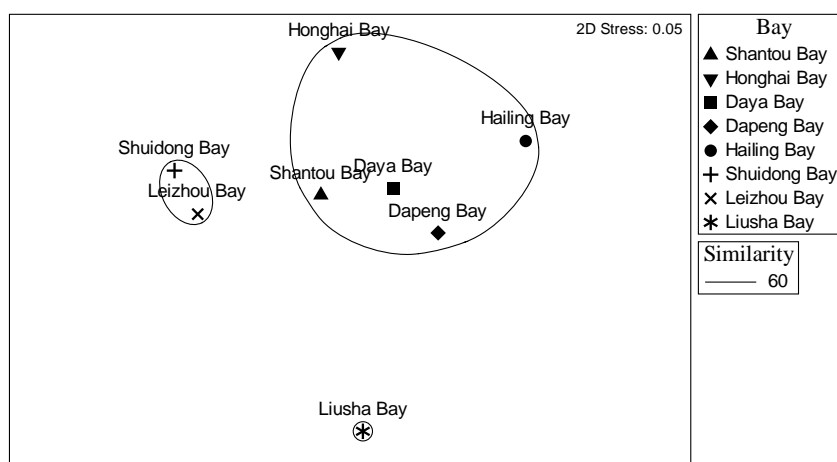 Honghai Bay
2D Stress: 0.05
Hailing Bay
Shuidong Bay
Daya Bay
Shantou Bay
Leizhou Bay
Dapeng Bay
Liusha Bay
Bay
Shantou Bay
Honghai Bay
Daya Bay
Dapeng Bay
Hailing Bay
Shuidong Bay
Leizhou Bay
Liusha Bay
Similarity
60